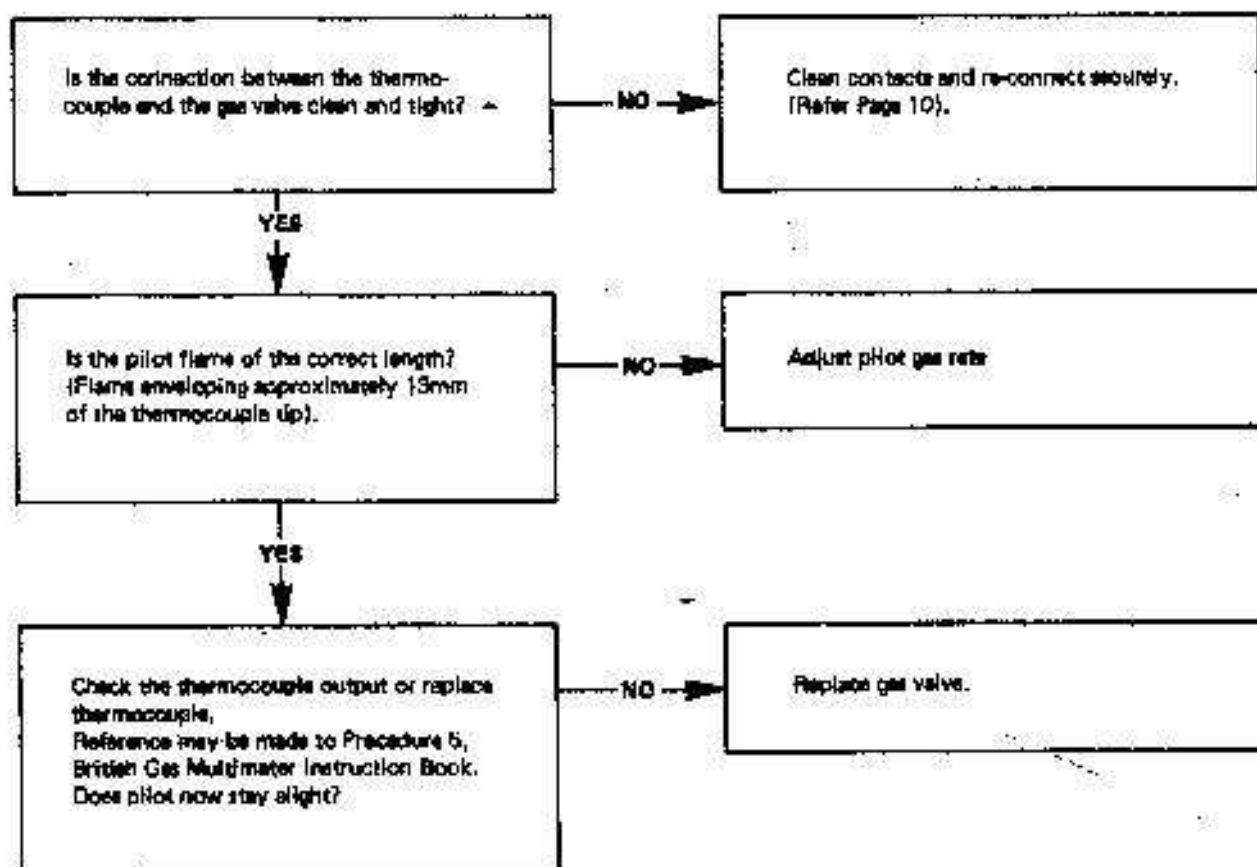 Is the connection between the thermo-
couple and the gas valve clean and tight?
NO
Clean contacts and re-connect securely.
(Refer Page 10).
YES
Is the pilot flame of the correct length?
(Flame enveloping approximately 13mm
of the thermocouple tip).
NO
Adjust pilot gas rate
YES
Check the thermocouple output or replace
thermocouple.
Reference may be made to Procedure 5,
British Gas Multimeter Instruction Book.
Does pilot now stay alight?
NO
Replace gas valve.